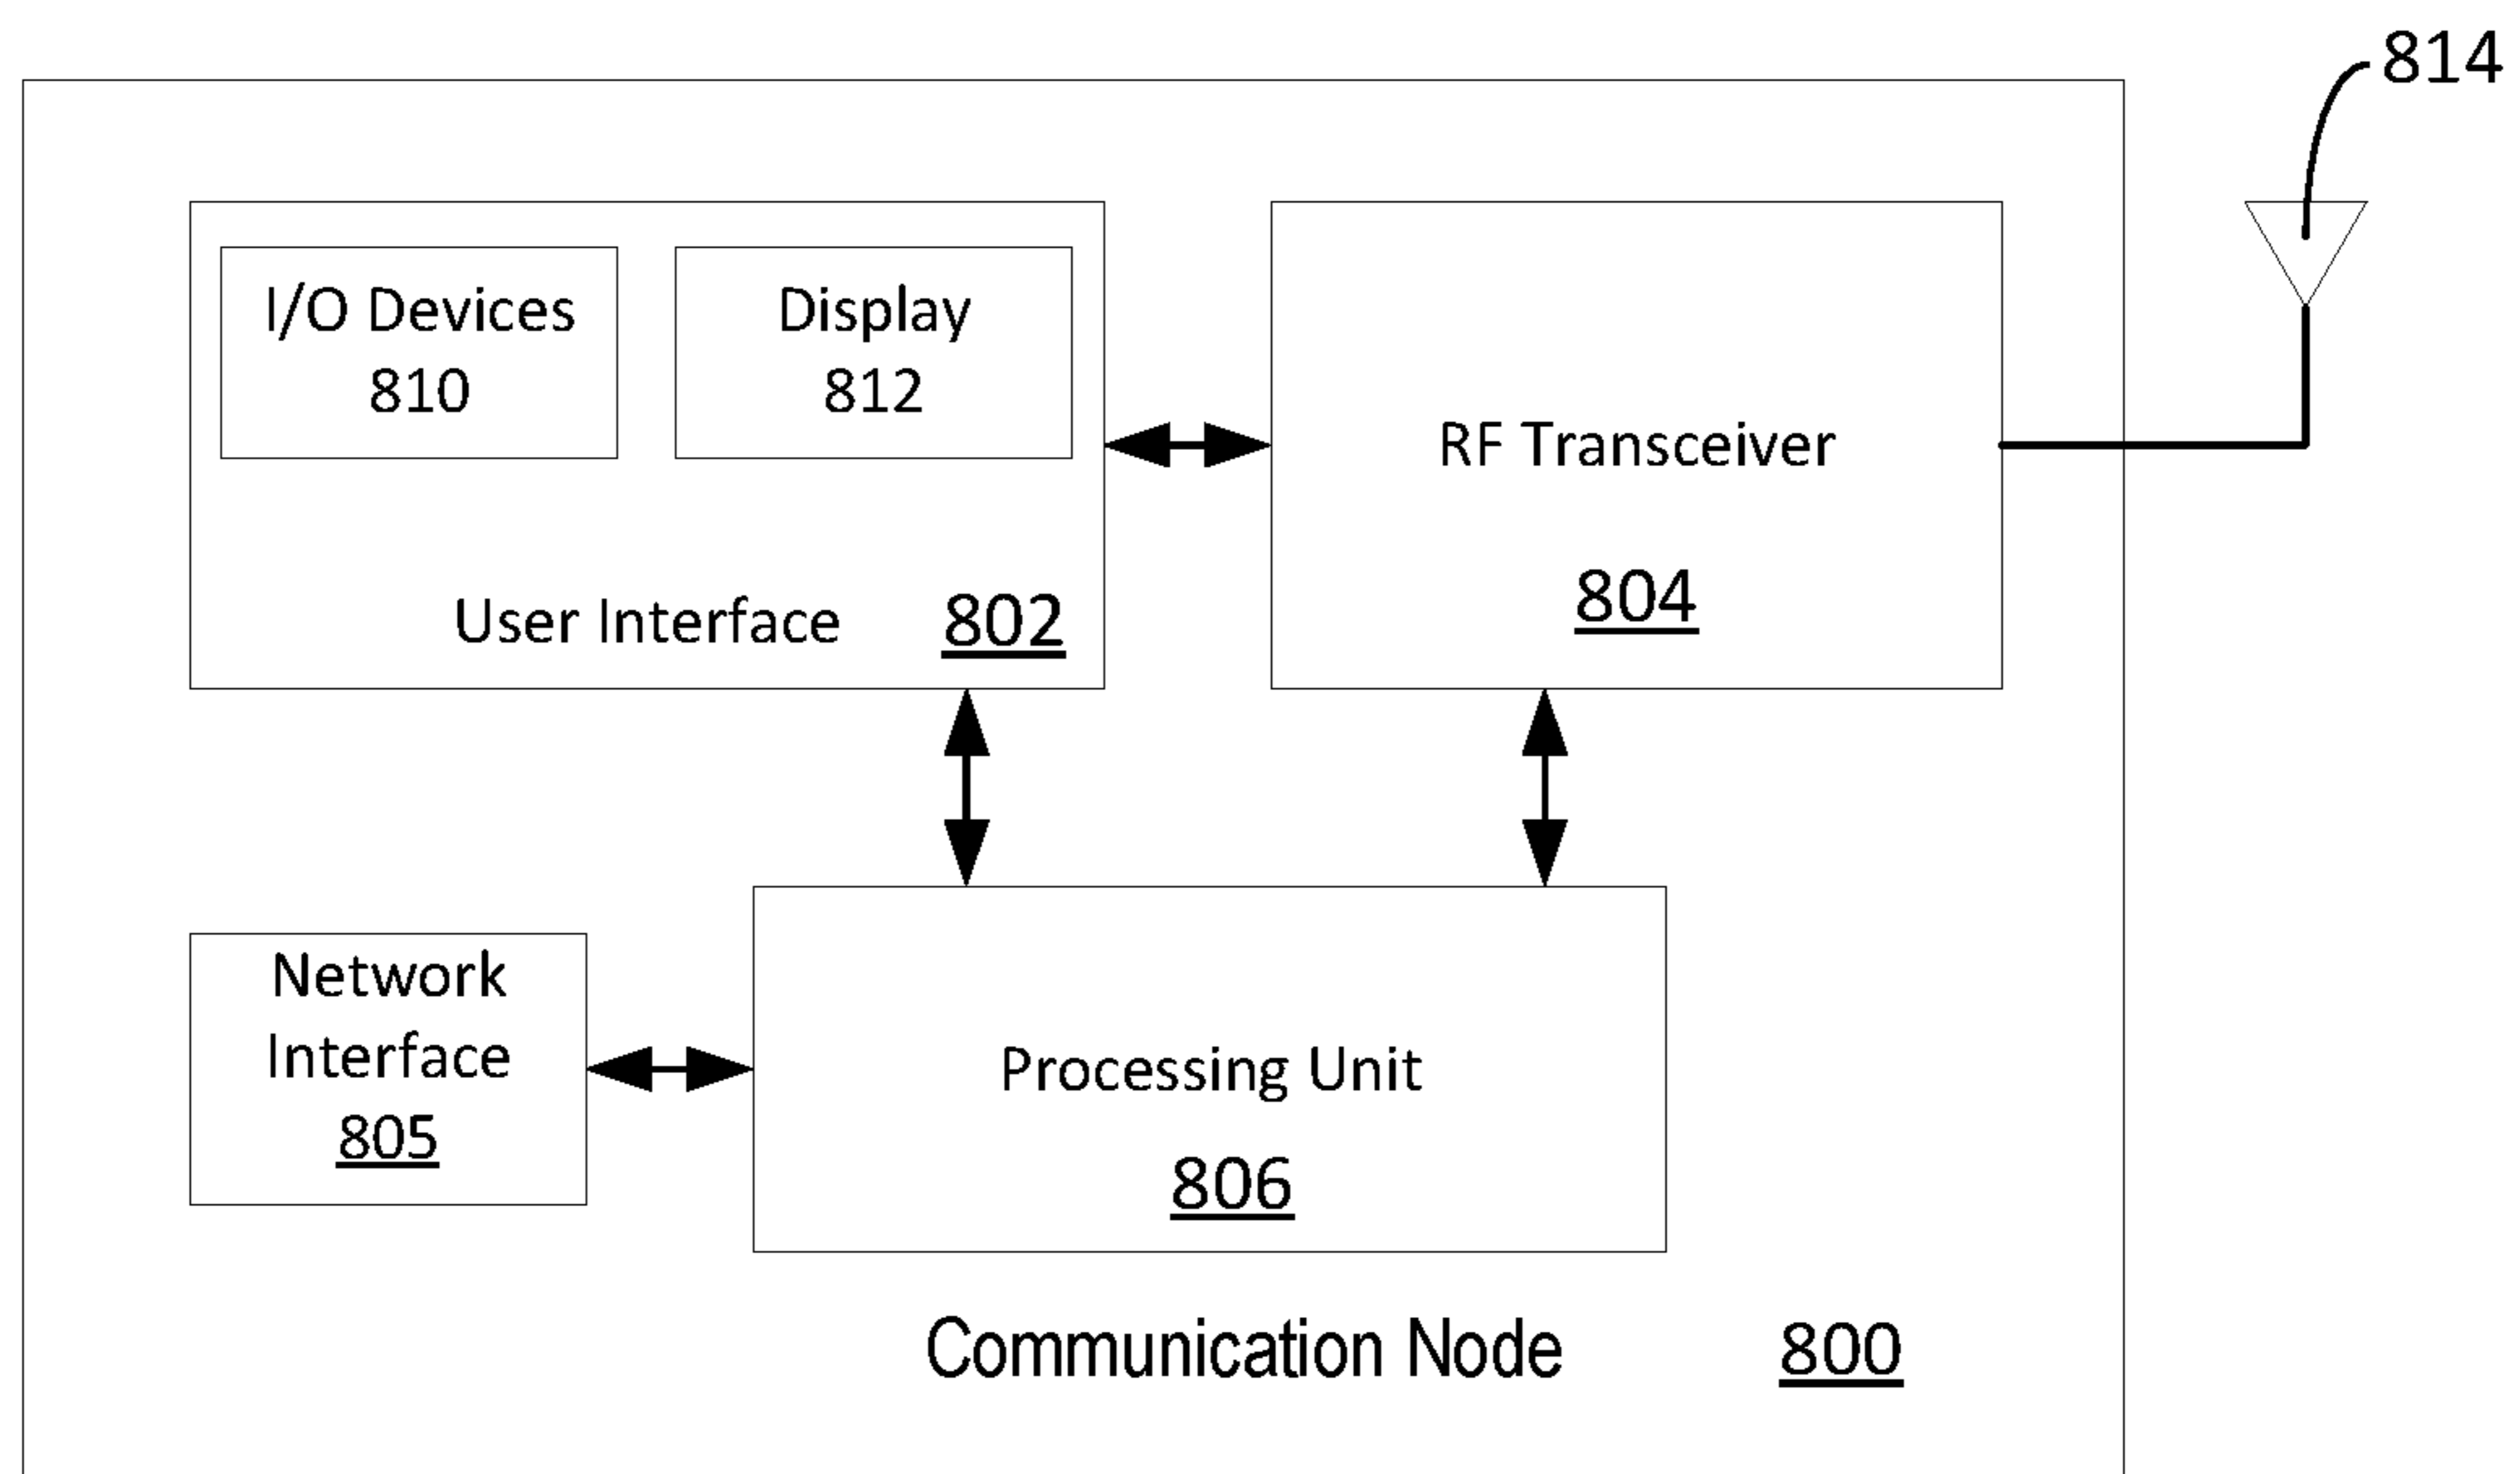 814
I/O Devices
810
Display
812
User Interface 802
RF Transceiver
804
Network
Interface
805
Processing Unit
806
Communication Node 800